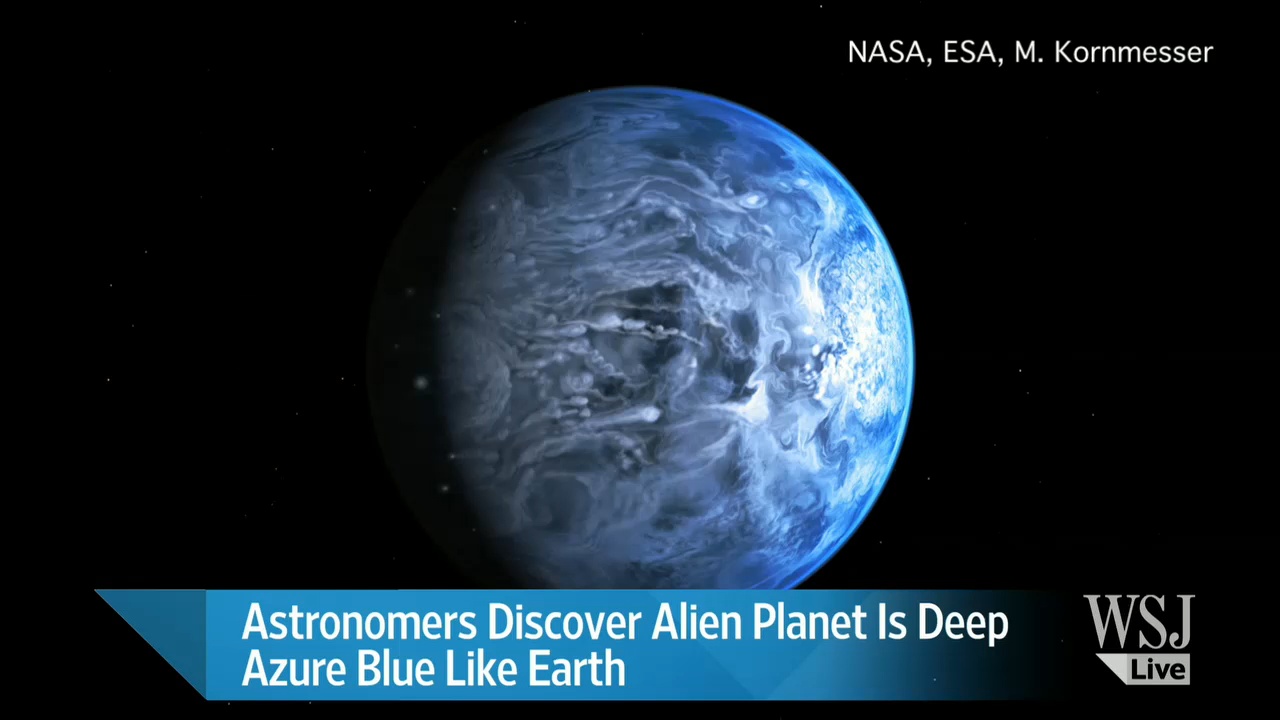 NASA, ESA, M. Kornmesser
Astronomers Discover Alien Planet Is Deep
Azure Blue Like Earth
WSJ
Live